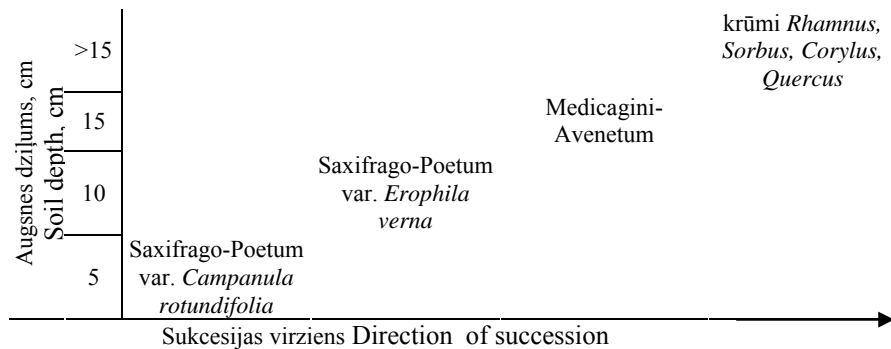 Augsnes dziļums, cm
Soil depth, cm
>15
15
10
5
krūmi Rhamnus,
Sorbus, Corylus,
Quercus
Medicagini-
Avenetum
Saxifrago-Poetum
var. Erophila
verna
Saxifrago-Poetum
var. Campanula
rotundifolia
Sukcesijas virziens Direction of succession